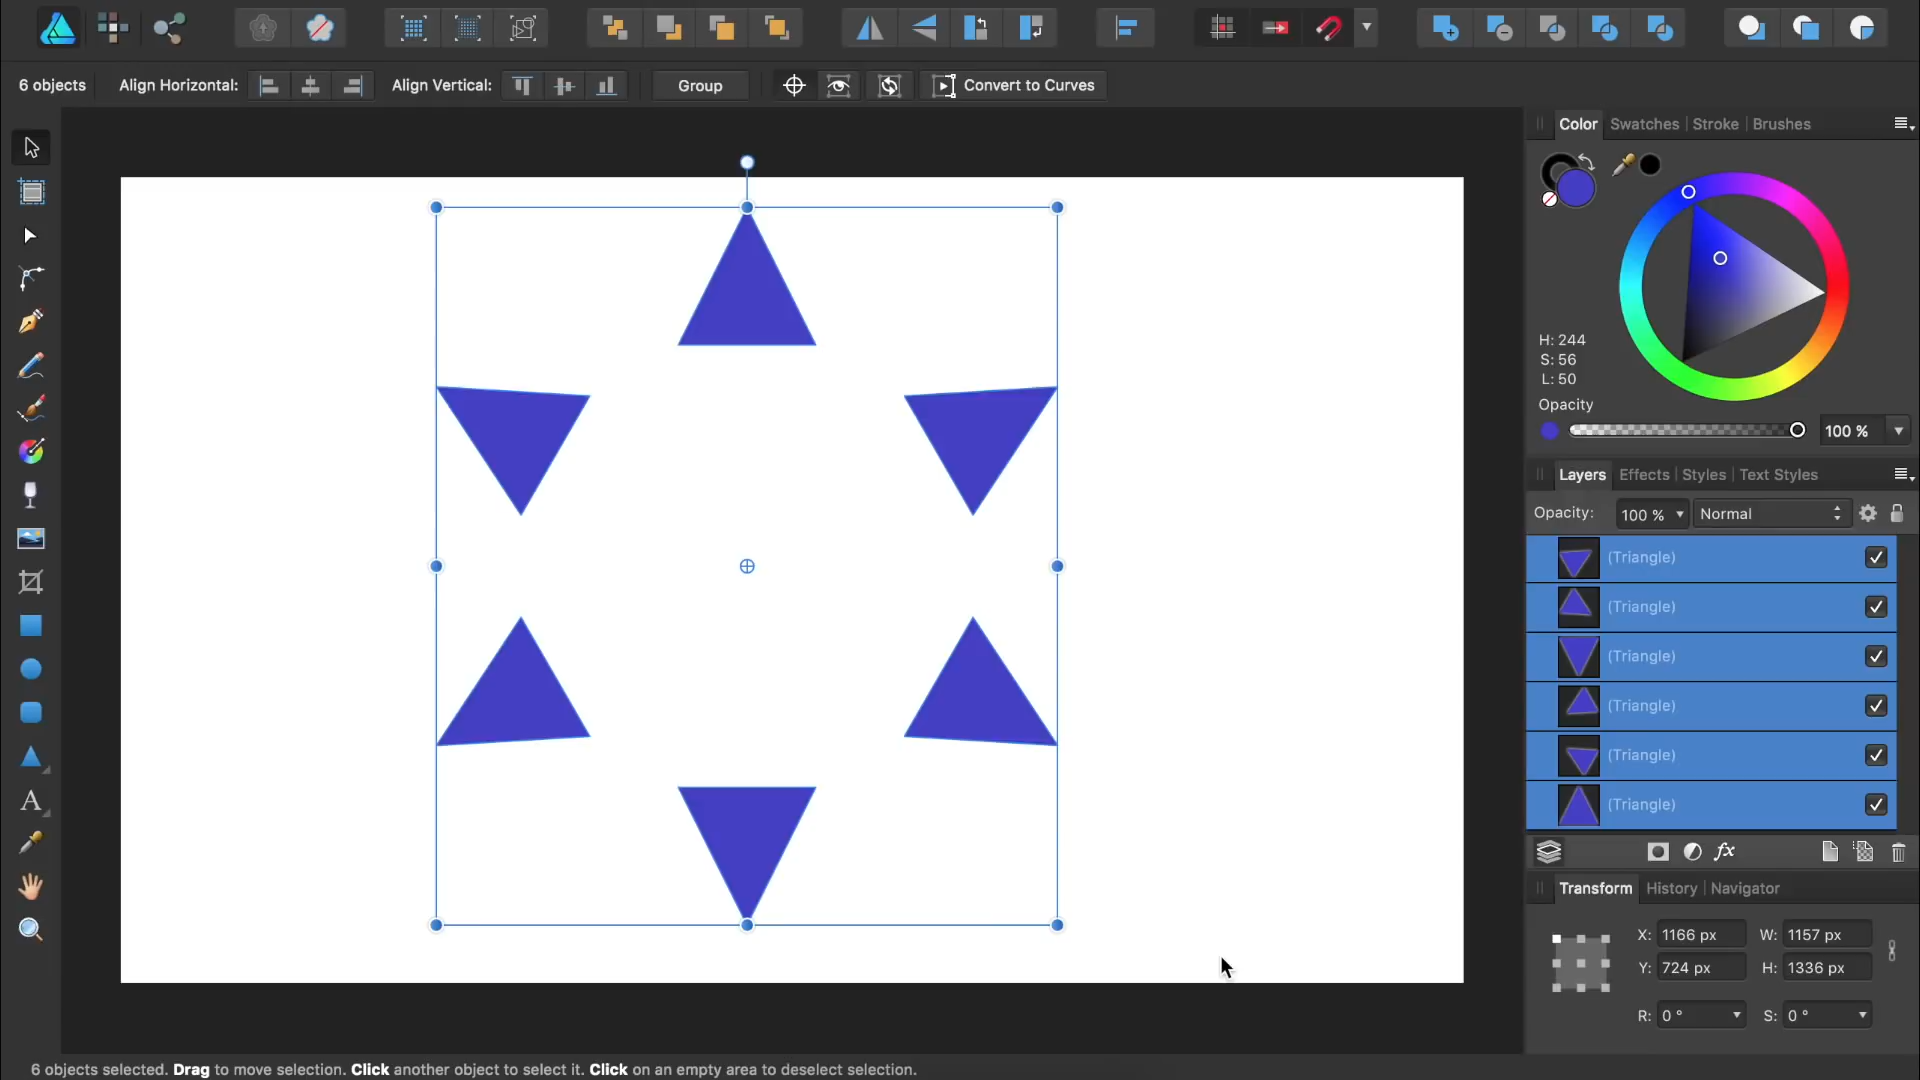 6 objects Align Horizontal: Align Vertical: Group Convert to Curves
Color Swatches Stroke Brushes
H: 244
S: 56
L: 50
Opacity
100 %
Layers Effects Styles Text Styles
Opacity: 100 % Normal
(Triangle)
(Triangle)
(Triangle)
(Triangle)
(Triangle)
(Triangle)
fx
Transform History Navigator
X: 1166 px W: 1157 px
Y: 724 px H: 1336 px
R: 0 ° S: 0 °
A
6 objects selected. Drag to move selection. Click another object to select it. Click on an empty area to deselect selection.